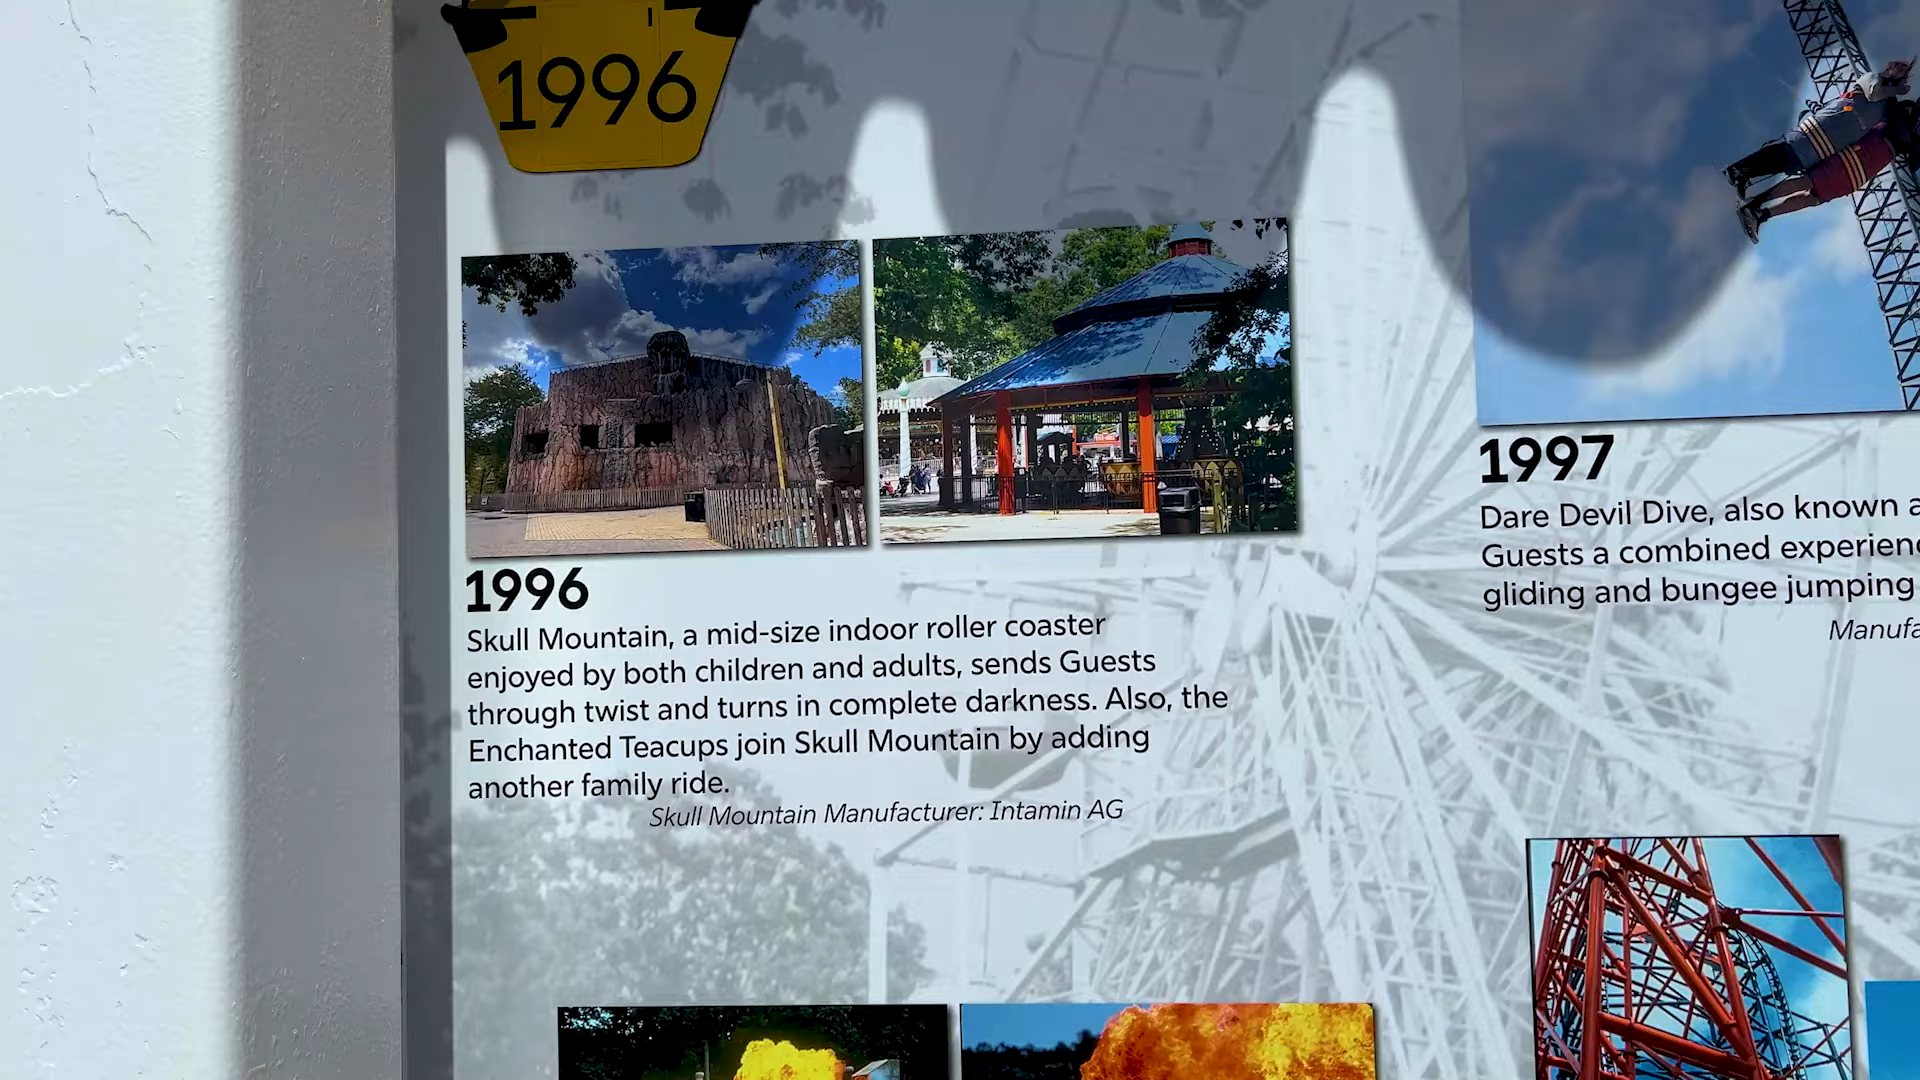 1996
1996
Skull Mountain, a mid-size indoor roller coaster
enjoyed by both children and adults, sends Guests
through twist and turns in complete darkness. Also, the
Enchanted Teacups join Skull Mountain by adding
another family ride.
Skull Mountain Manufacturer: Intamin AG
1997
Dare Devil Dive, also known
Guests a combined
gliding and bungee jumping